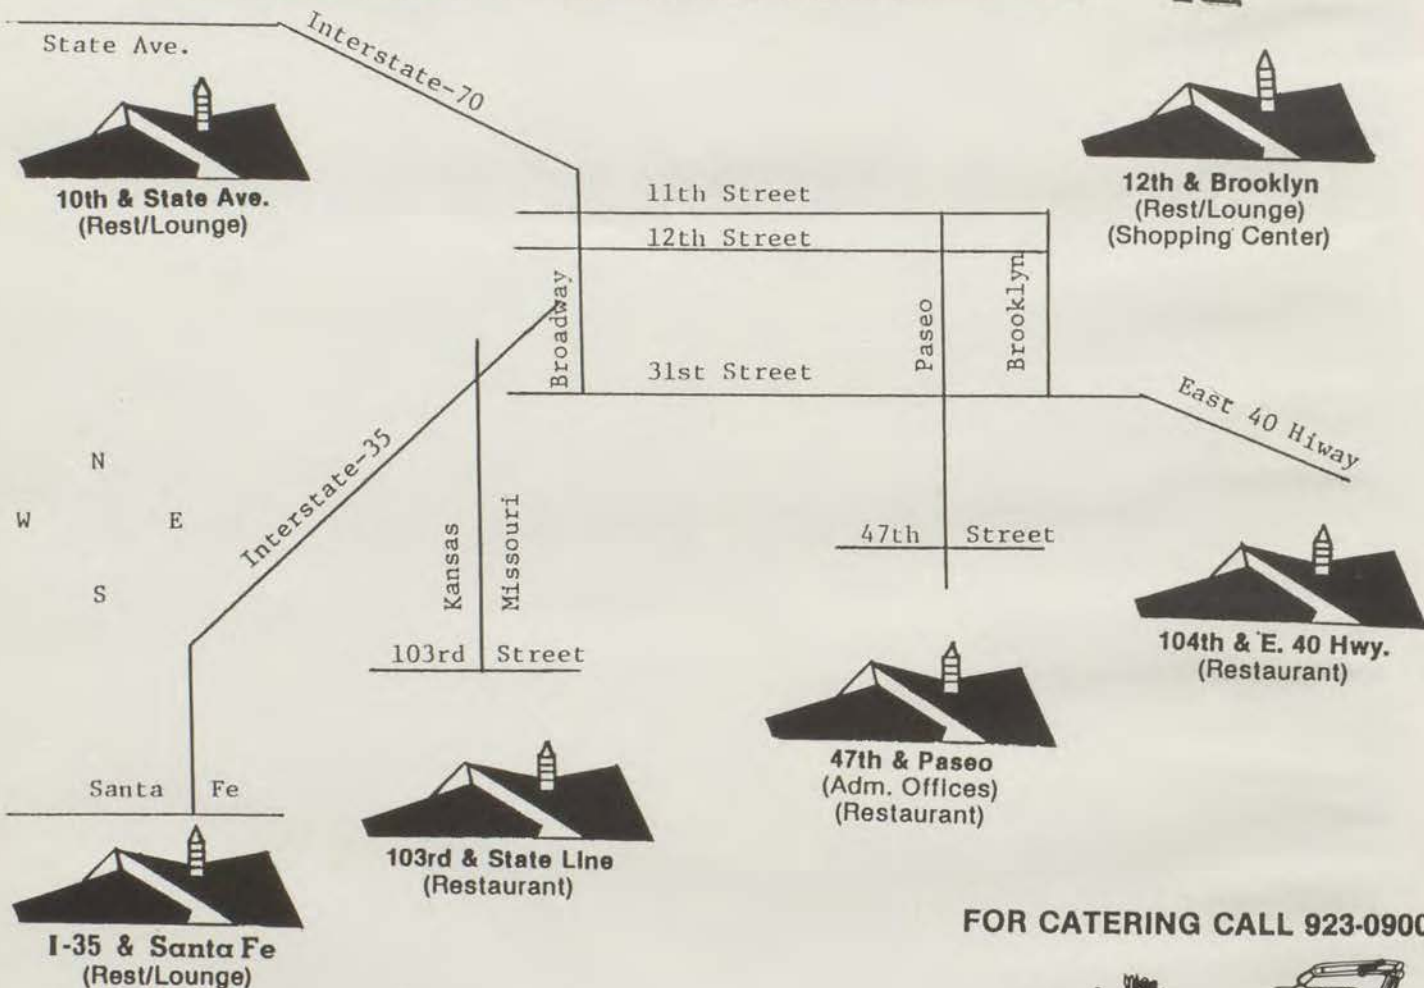 State Ave.
Interstate-70
10th & State Ave.
(Rest/Lounge)
12th & Brooklyn
(Rest/Lounge)
(Shopping Center)
11th Street
12th Street
Broadway
Paseo
Brooklyn
31st Street
East 40 Hiway
N
W E
S
Interstate-35
Kansas
Missouri
47th Street
104th & E. 40 Hwy.
(Restaurant)
103rd Street
47th & Paseo
(Adm. Offices)
(Restaurant)
Santa Fe
103rd & State Line
(Restaurant)
I-35 & Santa Fe
(Rest/Lounge)
FOR CATERING CALL 923-0900